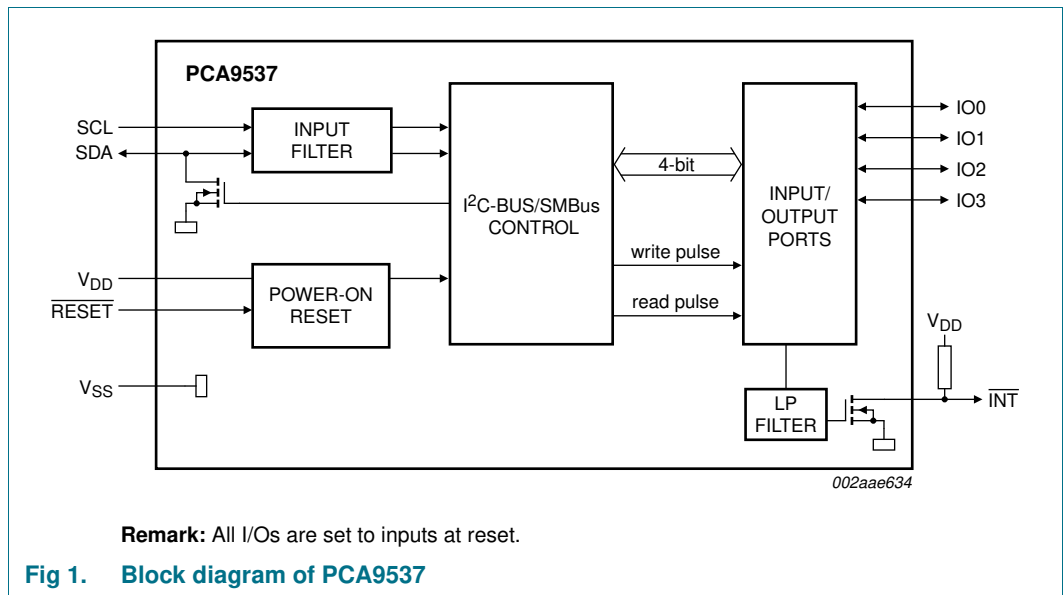 PCA9537
SCL
SDA
INPUT
FILTER
I²C-BUS/SMBus
CONTROL
4-bit
INPUT/
OUTPUT
PORTS
IO0
IO1
IO2
IO3
write pulse
read pulse
VDD
RESET
POWER-ON
RESET
VSS
LP
FILTER
VDD
INT
002aae634
Remark: All I/Os are set to inputs at reset.
Fig 1. Block diagram of PCA9537